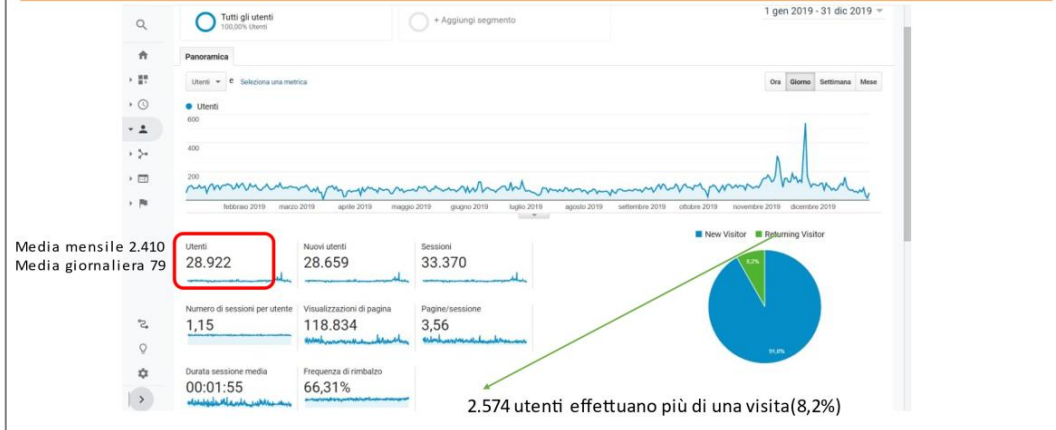 Tutti gli utenti
100,00% Utenti
+ Aggiungi segmento
1 gen 2019 - 31 dic 2019
Panoramica
Utenti e Seleziona una metrica
Ora Giorno Settimana Mese
Utenti
600
400
200
febbraio 2019 marzo 2019 aprile 2019 maggio 2019 giugno 2019 luglio 2019 agosto 2019 settembre 2019 ottobre 2019 novembre 2019 dicembre 2019
New Visitor Returning Visitor
Media mensile 2.410
Media giornaliera 79
Utenti
28.922
Nuovi utenti
28.659
Sessioni
33.370
8,2%
91,8%
Numero di sessioni per utente
1,15
Visualizzazioni di pagina
118.834
Pagine/sessione
3,56
Durata sessione media
00:01:55
Frequenza di rimbalzo
66,31%
2.574 utenti effettuano più di una visita(8,2%)